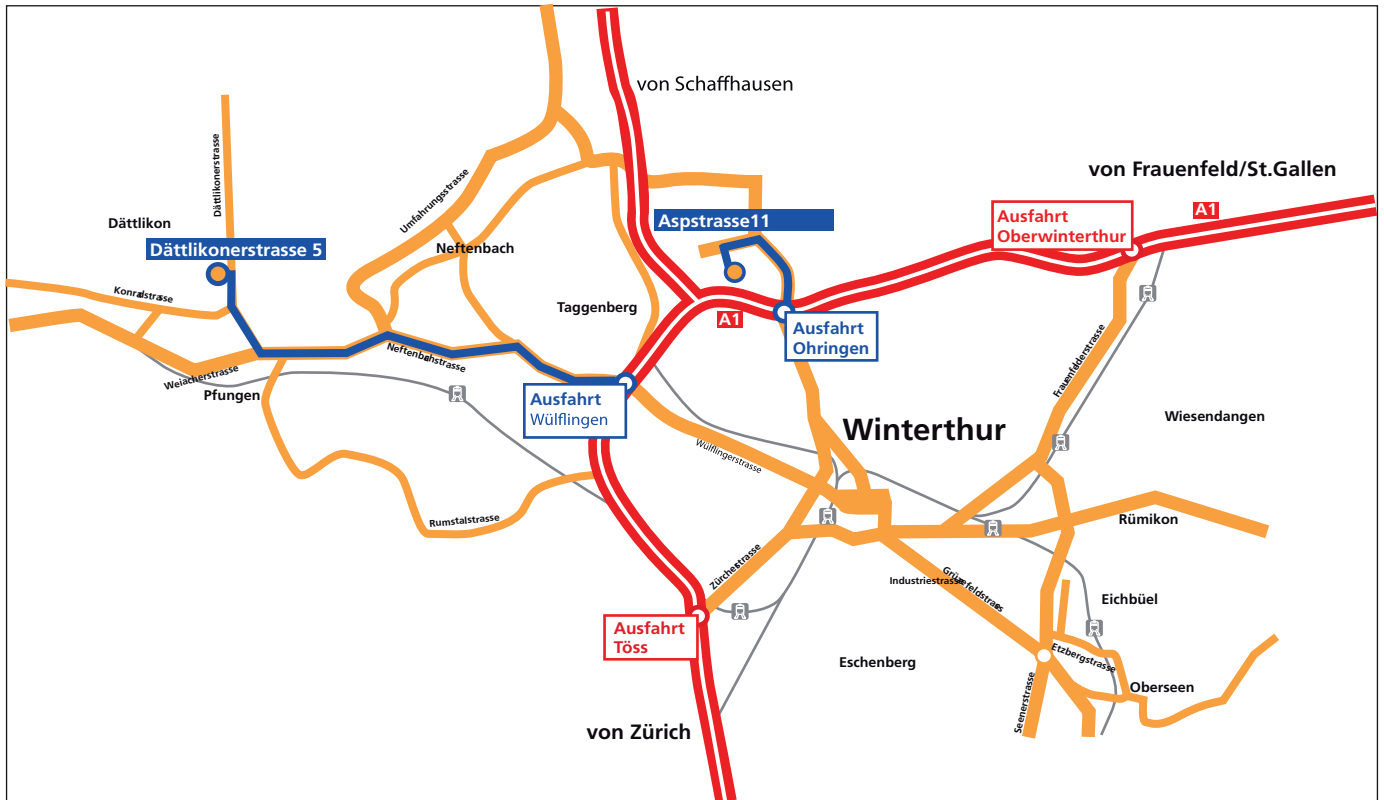 von Schaffhausen
von Frauenfeld/St.Gallen
A1
Ausfahrt
Oberwinterthur
Dättlikonerstrasse
Umfahrungsstrasse
Dättlikon
Aspstrasse11
Dättlikonerstrasse 5
Neftenbach
Konradstrasse
Taggenberg
A1
Ausfahrt
Ohringen
Neftenbachstrasse
Weiacherstrasse
Pfungen
Ausfahrt
Wülflingen
Frauenfelderstrasse
Wiesendangen
Winterthur
Wülflingerstrasse
Rumstalstrasse
Rümikon
Zürcherstrasse
Industriestrasse
Grüzefeldstrasse
Eichbüel
Ausfahrt
Töss
Eschenberg
Etzbergstrasse
Oberseen
Seenerstrasse
von Zürich